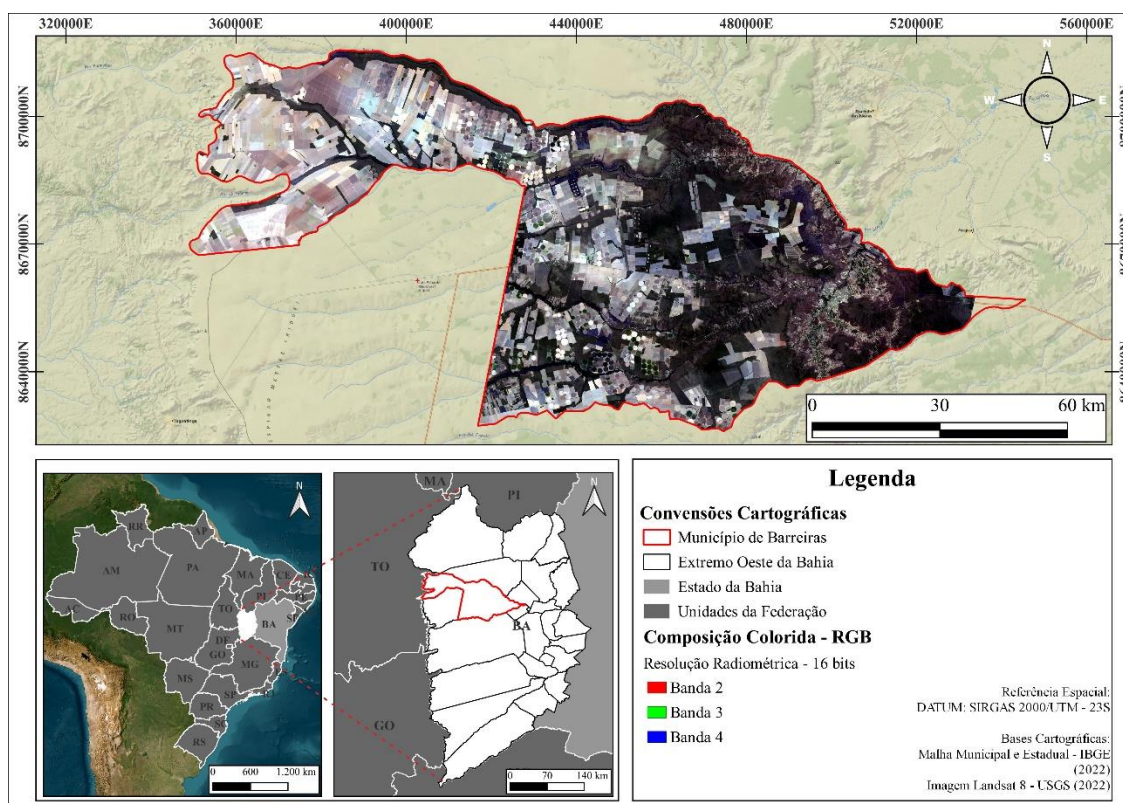 320000E 360000E 400000E 440000E 480000E 520000E 560000E
8700000N
8670000N
8640000N
N
W E
S
8700000N
8670000N
8640000N
0 30 60 km
N
RR AP
AM PA MA CE
PI
AC RO TO SE
MT BA
DF
GO
MG
MS
SP
PR
SC
RS
0 600 1.200 km
MA PI N
TO
BA
GO
0 70 140 km
Legenda
Convensões Cartográficas
Município de Barreiras
Extremo Oeste da Bahia
Estado da Bahia
Unidades da Federação
Composição Colorida - RGB
Resolução Radiométrica - 16 bits
Banda 2
Banda 3
Banda 4
Referência Espacial:
DATUM: SIRGAS 2000/UTM - 23S
Bases Cartográficas:
Malha Municipal e Estadual - IBGE
(2022)
Imagem Landsat 8 - USGS (2022)